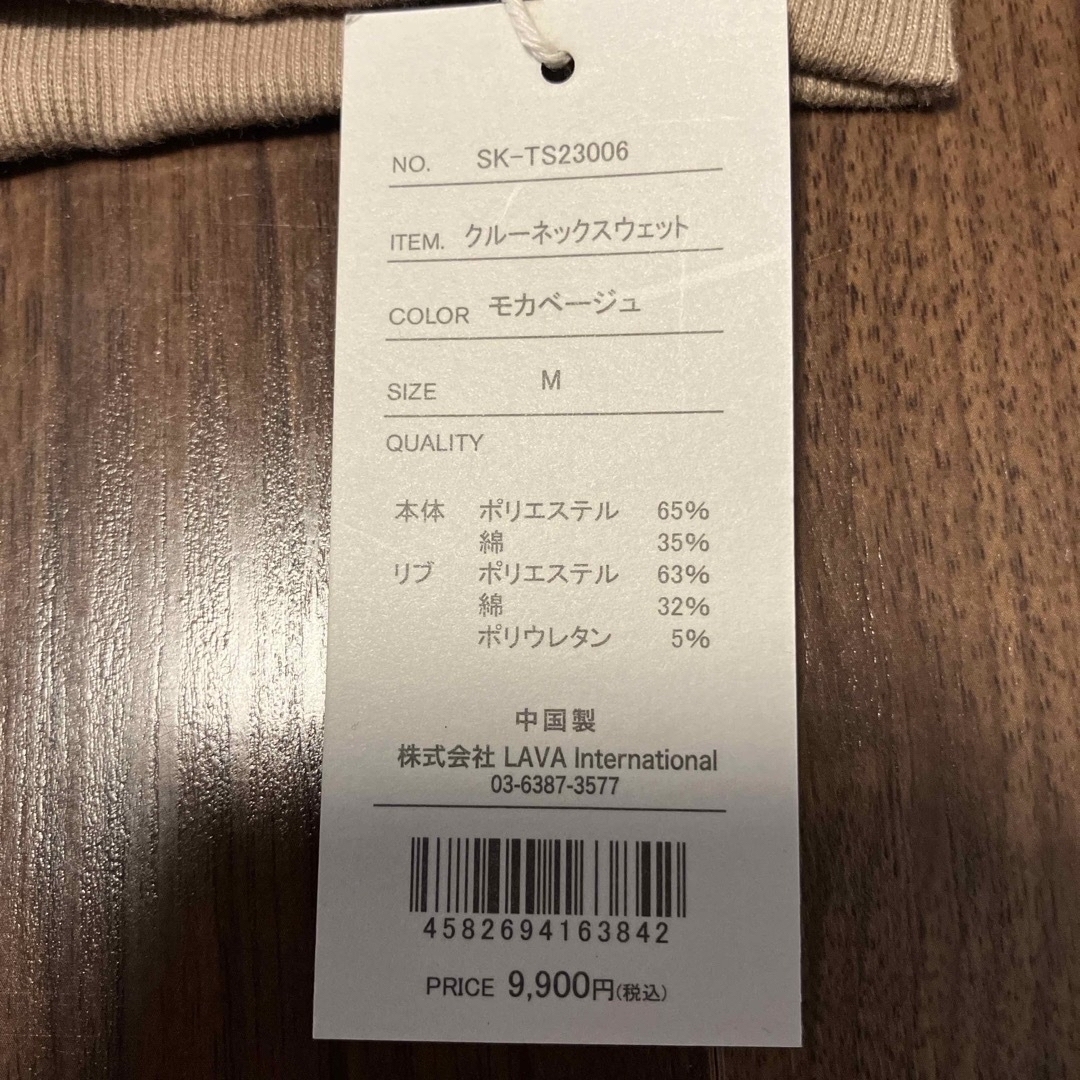 NO. SK-TS23006
ITEM. クルーネックスウェット
COLOR モカベージュ
SIZE M
QUALITY
本体 ポリエステル 65%
綿 35%
リブ ポリエステル 63%
綿 32%
ポリウレタン 5%
中国製
株式会社 LAVA International
03-6387-3577
4582694163842
PRICE 9,900円(税込)